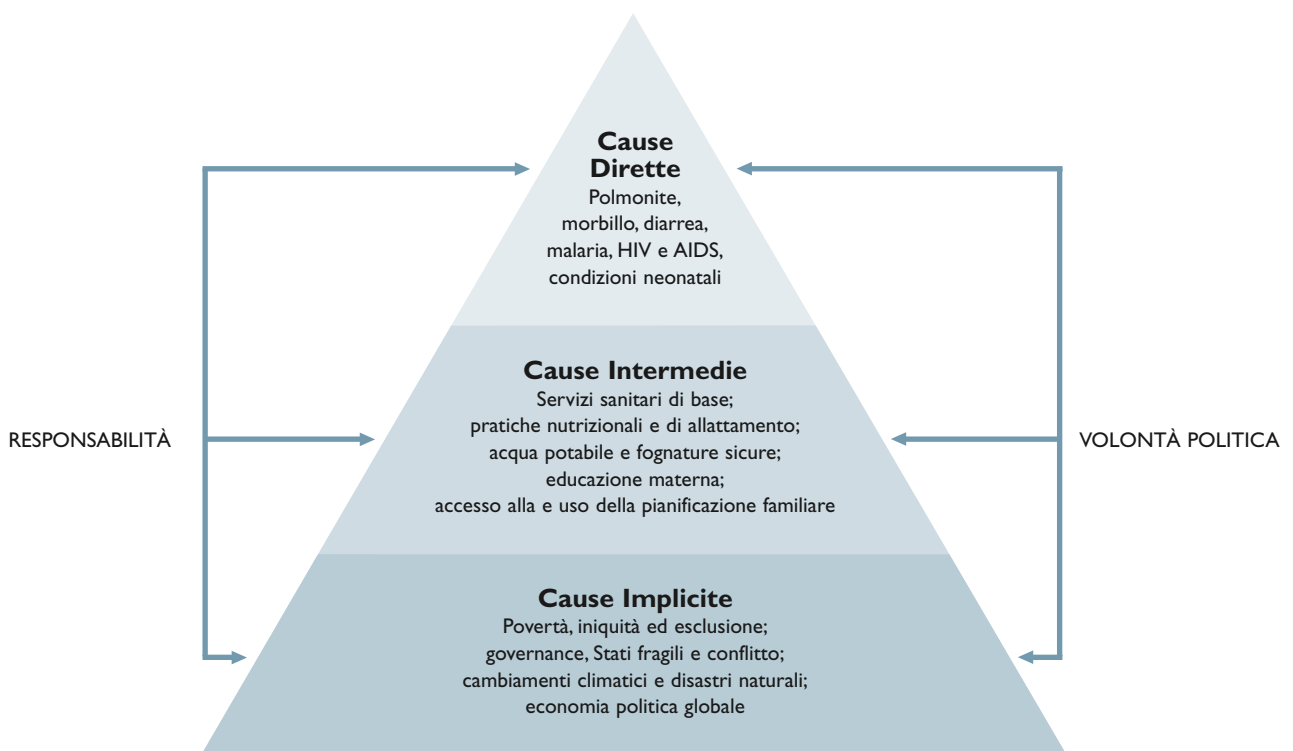 Cause
Dirette
Polmonite,
morbillo, diarrea,
malaria, HIV e AIDS,
condizioni neonatali
Cause Intermedie
Servizi sanitari di base;
pratiche nutrizionali e di allattamento;
acqua potabile e fognature sicure;
educazione materna;
accesso alla e uso della pianificazione familiare
RESPONSABILITÀ
VOLONTÀ POLITICA
Cause Implicite
Povertà, iniquità ed esclusione;
governance, Stati fragili e conflitto;
cambiamenti climatici e disastri naturali;
economia politica globale